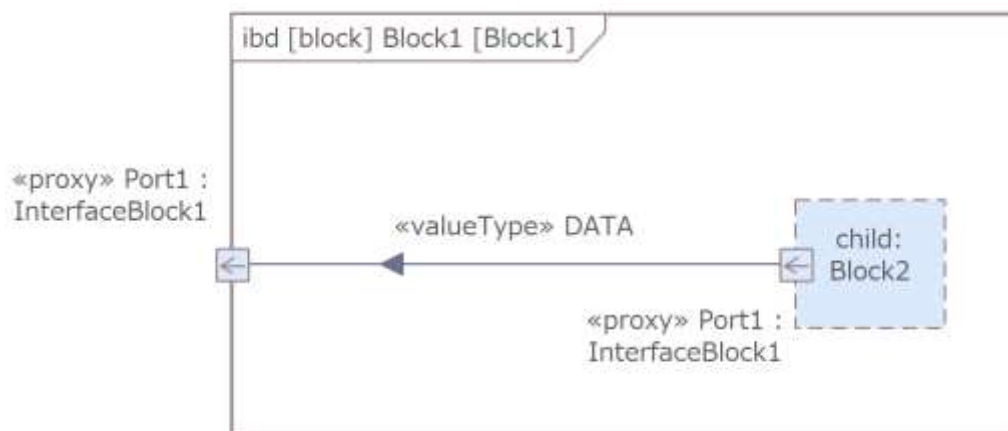 ibd [block] Block1 [Block1]
«proxy» Port1 :
InterfaceBlock1
«valueType» DATA
child:
Block2
«proxy» Port1 :
InterfaceBlock1